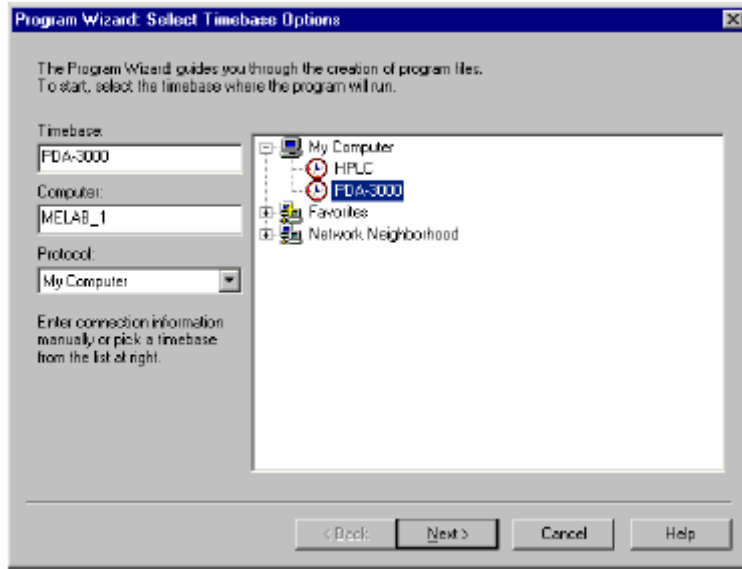 Program Wizard: Select Timebase Options
The Program Wizard guides you through the creation of program files.
To start, select the timebase where the program will run.
Timebase:
PDA-3000
Computer:
MELAB_1
Protocol:
My Computer
Enter connection information
manually or pick a timebase
from the list at right.
My Computer
HPLC
PDA-3000
Favorites
Network Neighborhood
< Back
Next >
Cancel
Help